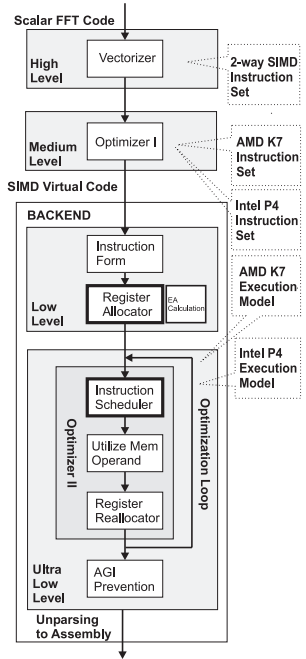 Scalar FFT Code
High
Level
Vectorizer
2-way SIMD
Instruction
Set
Medium
Level
Optimizer I
AMD K7
Instruction
Set
SIMD Virtual Code
Intel P4
Instruction
Set
BACKEND
Instruction
Form
Low
Level
Register
Allocator
EA
Calculation
AMD K7
Execution
Model
Intel P4
Execution
Model
Optimizer II
Instruction
Scheduler
Utilize Mem
Operand
Register
Reallocator
Optimization Loop
Ultra
Low
Level
AGI
Prevention
Unparsing
to Assembly